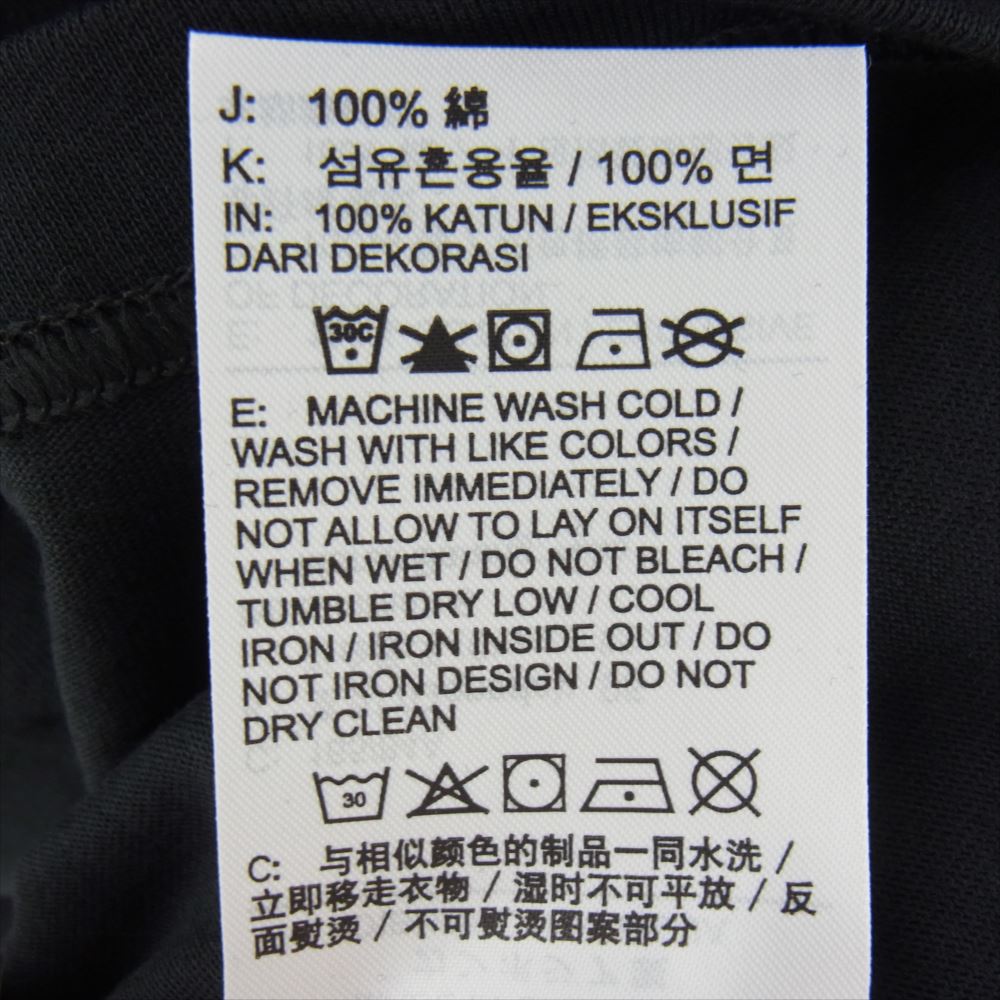 J: 100% 綿
K: 섬유혼용율 / 100% 면
IN: 100% KATUN / EKSKLUSIF
DARI DEKORASI
30C
E: MACHINE WASH COLD /
WASH WITH LIKE COLORS /
REMOVE IMMEDIATELY / DO
NOT ALLOW TO LAY ON ITSELF
WHEN WET / DO NOT BLEACH /
TUMBLE DRY LOW / COOL
IRON / IRON INSIDE OUT / DO
NOT IRON DESIGN / DO NOT
DRY CLEAN
30
C: 与相似颜色的制品一同水洗 /
立即移走衣物 / 湿时不可平放 / 反
面熨烫 / 不可熨烫图案部分